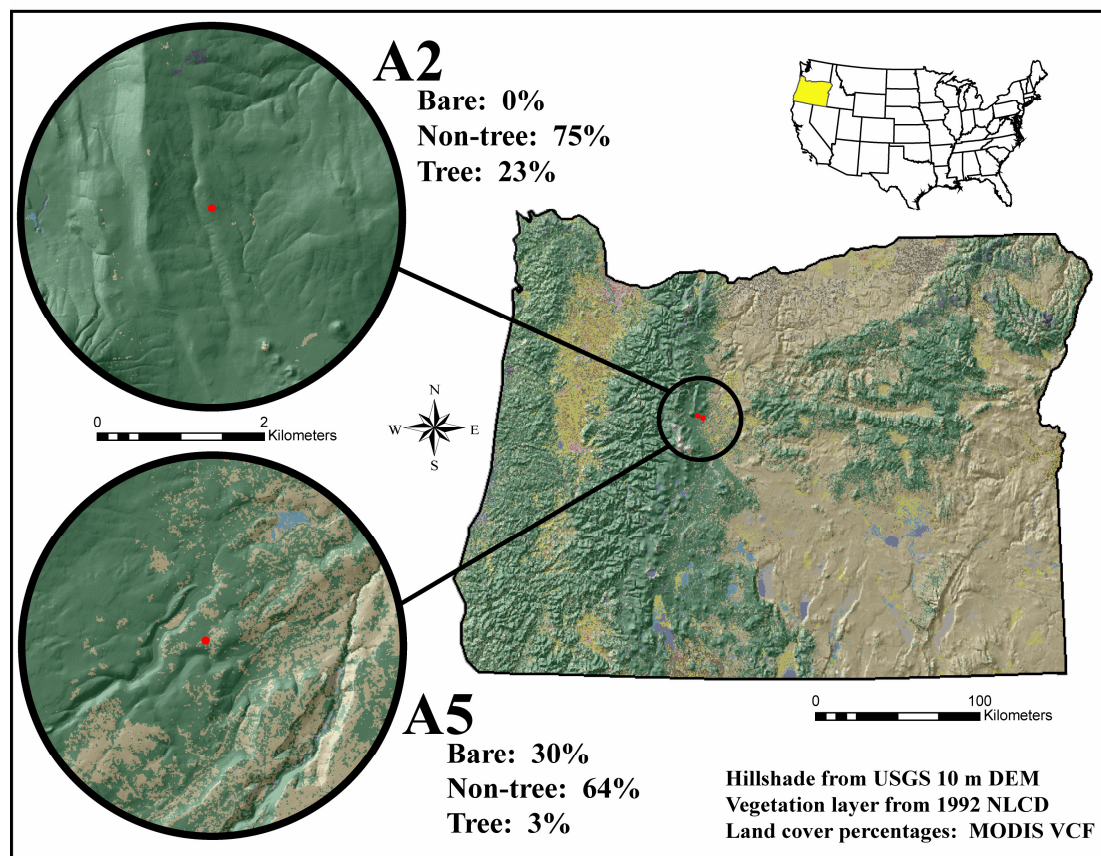 A2
Bare: 0%
Non-tree: 75%
Tree: 23%
0 2
Kilometers
N
W E
S
A5
Bare: 30%
Non-tree: 64%
Tree: 3%
0 100
Kilometers
Hillshade from USGS 10 m DEM
Vegetation layer from 1992 NLCD
Land cover percentages: MODIS VCF